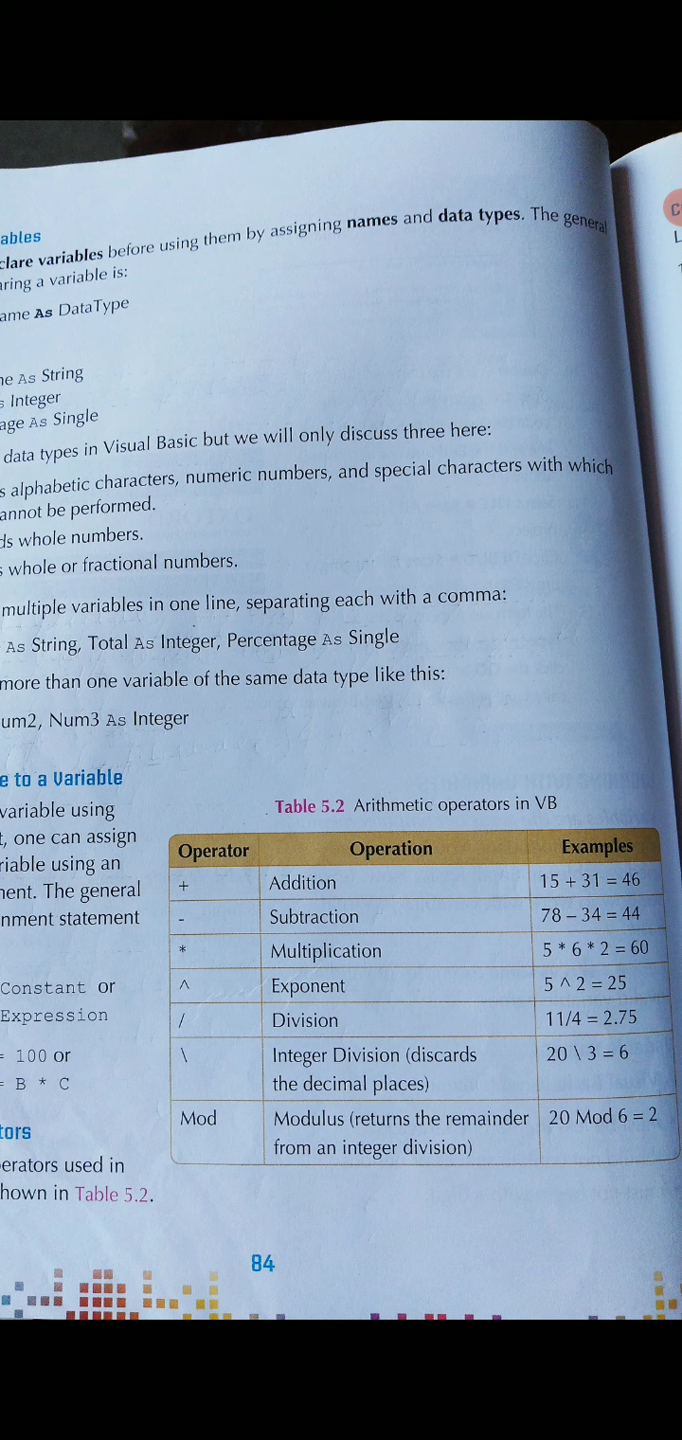 ables
clare variables before using them by assigning names and data types. The general
aring a variable is:
ame As DataType
ne As String
s Integer
age As Single
data types in Visual Basic but we will only discuss three here:
s alphabetic characters, numeric numbers, and special characters with which
annot be performed.
ds whole numbers.
s whole or fractional numbers.
multiple variables in one line, separating each with a comma:
As String, Total As Integer, Percentage As Single
more than one variable of the same data type like this:
um2, Num3 As Integer
e to a Variable
variable using
t, one can assign
riable using an
nent. The general
nment statement
Constant or
Expression
= 100 or
= B * C
tors
perators used in
hown in Table 5.2.
Table 5.2 Arithmetic operators in VB
Operator Operation Examples
+ Addition 15 + 31 = 46
- Subtraction 78 – 34 = 44
* Multiplication 5 * 6 * 2 = 60
^ Exponent 5 ^ 2 = 25
/ Division 11/4 = 2.75
\ Integer Division (discards 20 \ 3 = 6
the decimal places)
Mod Modulus (returns the remainder 20 Mod 6 = 2
from an integer division)
84
C
L